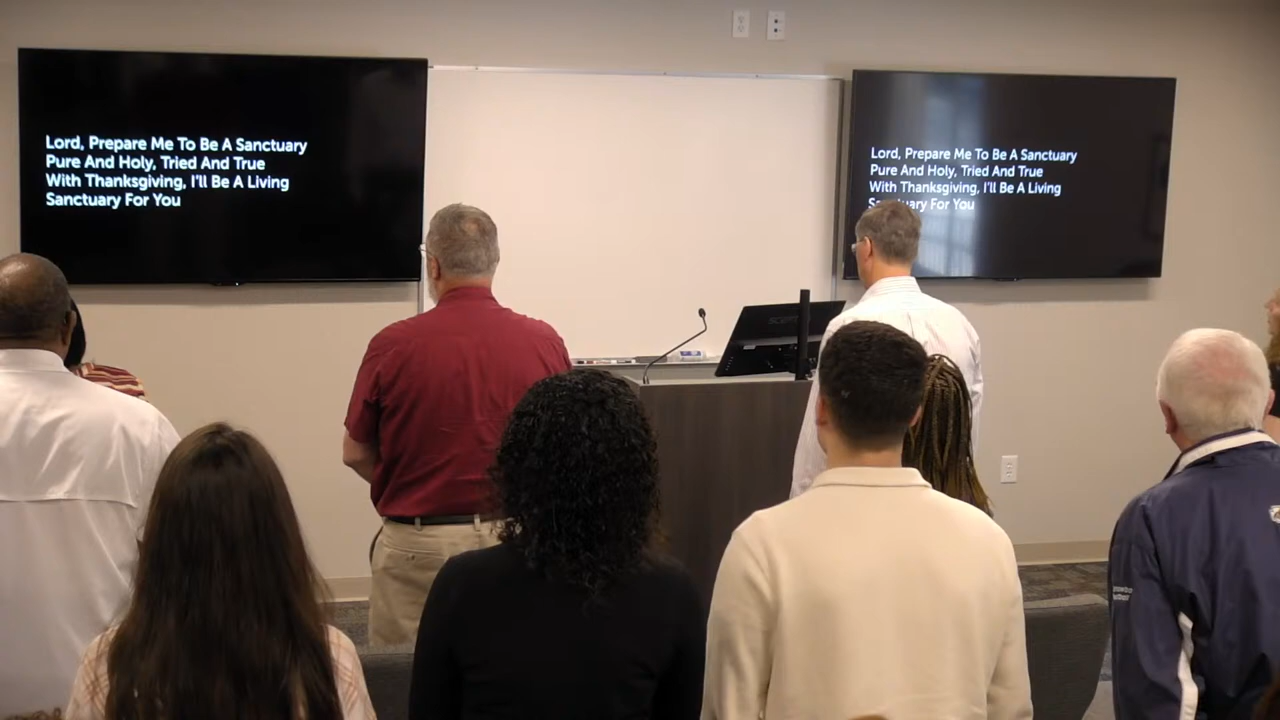 Lord, Prepare Me To Be A Sanctuary
Pure And Holy, Tried And True
With Thanksgiving, I'll Be A Living
Sanctuary For You
Lord, Prepare Me To Be A Sanctuary
Pure And Holy, Tried And True
With Thanksgiving, I'll Be A Living
Sanctuary For You